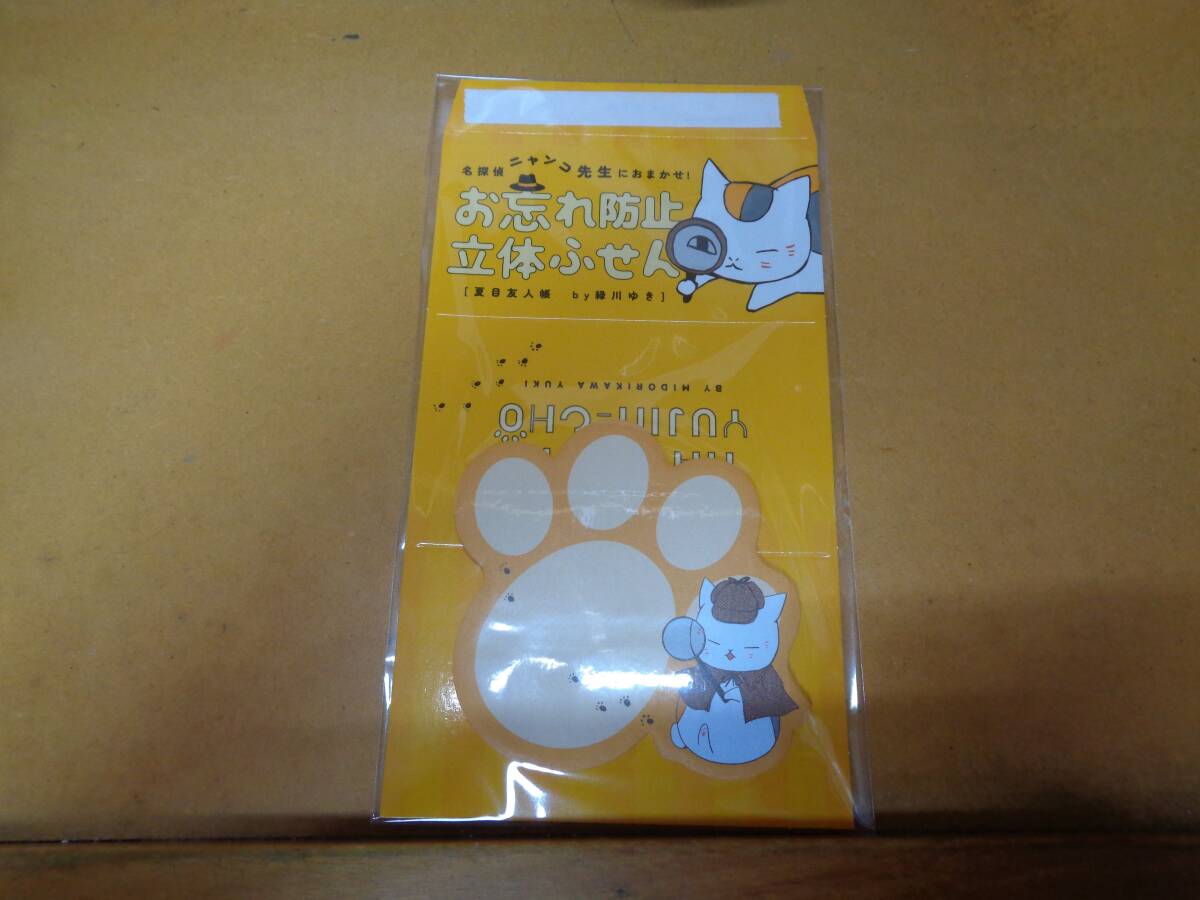 名探偵ニャンコ先生におまかせ!
お忘れ防止
立体ふせん
[夏目友人帳 by緑川ゆき]
BY MIDORIKAWA YUKI
YUJIN-CHO